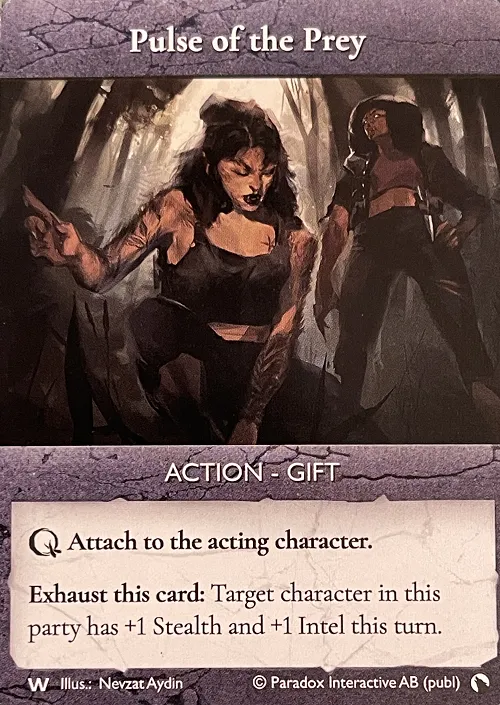 Pulse of the Prey
ACTION - GIFT
Attach to the acting character.
Exhaust this card: Target character in this
party has +1 Stealth and +1 Intel this turn.
W Illus.: Nevzat Aydin © Paradox Interactive AB (publ)